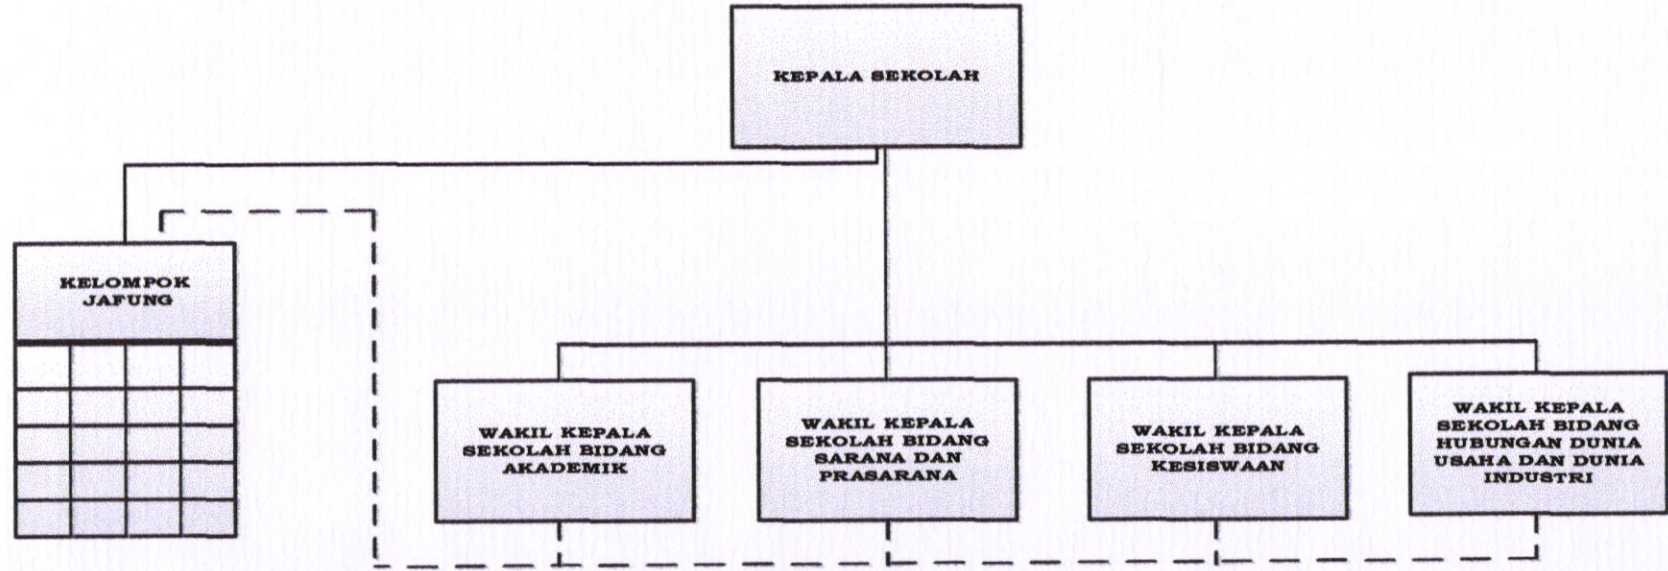 KEPALA SEKOLAH
KELOMPOK
JAFUNG
WAKIL KEPALA
SEKOLAH BIDANG
AKADEMIK
WAKIL KEPALA
SEKOLAH BIDANG
SARANA DAN
PRASARANA
WAKIL KEPALA
SEKOLAH BIDANG
KESISWAAN
WAKIL KEPALA
SEKOLAH BIDANG
HUBUNGAN DUNIA
USAHA DAN DUNIA
INDUSTRI